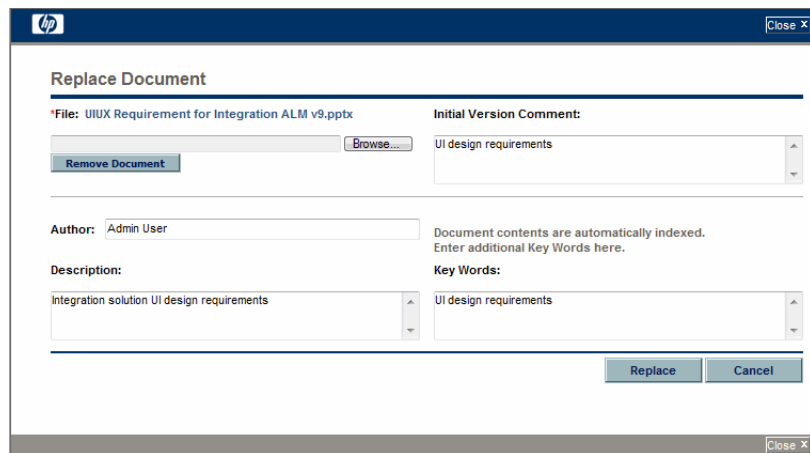 hp
Close X
Replace Document
*File: UIUX Requirement for Integration ALM v9.pptx
Initial Version Comment:
Browse...
UI design requirements
Remove Document
Author: Admin User
Document contents are automatically indexed.
Enter additional Key Words here.
Description:
Key Words:
Integration solution UI design requirements
UI design requirements
Replace
Cancel
Close X